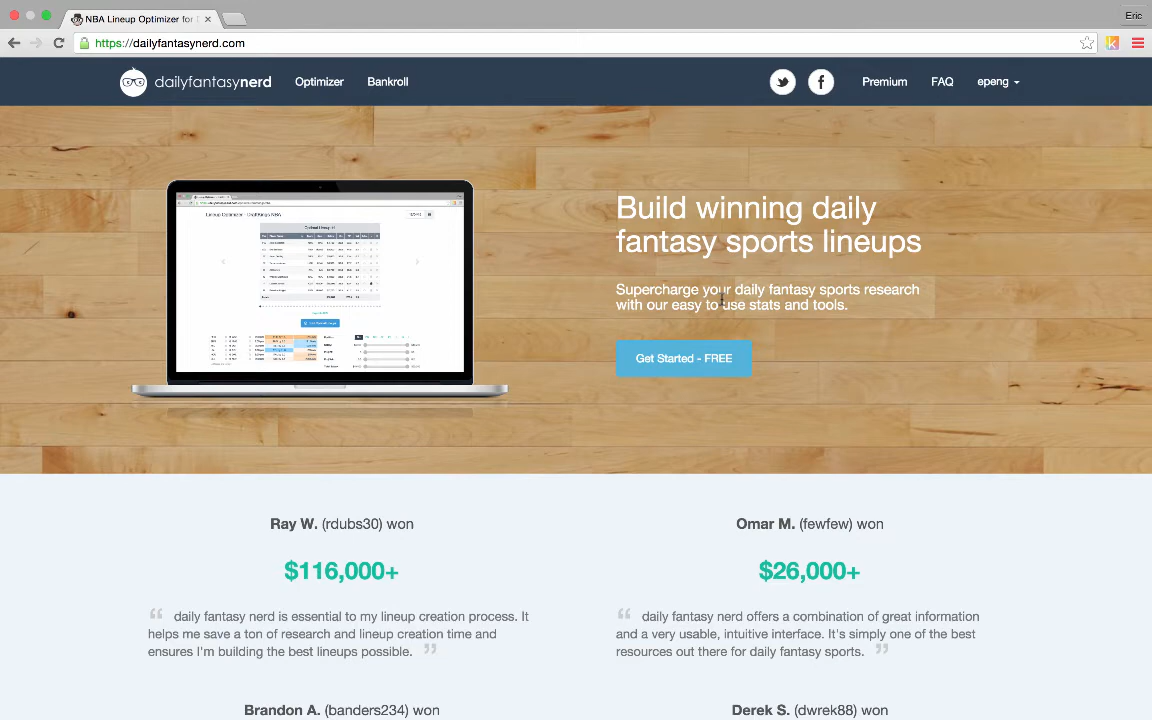 NBA Lineup Optimizer for
Eric
https://dailyfantasynerd.com
dailyfantasynerd Optimizer Bankroll Premium FAQ epeng
Lineup Optimizer - DraftKings NBA
Build winning daily
fantasy sports lineups
Supercharge your daily fantasy sports research
with our easy to use stats and tools.
Get Started - FREE
Ray W. (rdubs30) won
$116,000+
“ daily fantasy nerd is essential to my lineup creation process. It
helps me save a ton of research and lineup creation time and
ensures I'm building the best lineups possible. ”
Omar M. (fewfew) won
$26,000+
“ daily fantasy nerd offers a combination of great information
and a very usable, intuitive interface. It's simply one of the best
resources out there for daily fantasy sports. ”
Brandon A. (banders234) won
Derek S. (dwrek88) won